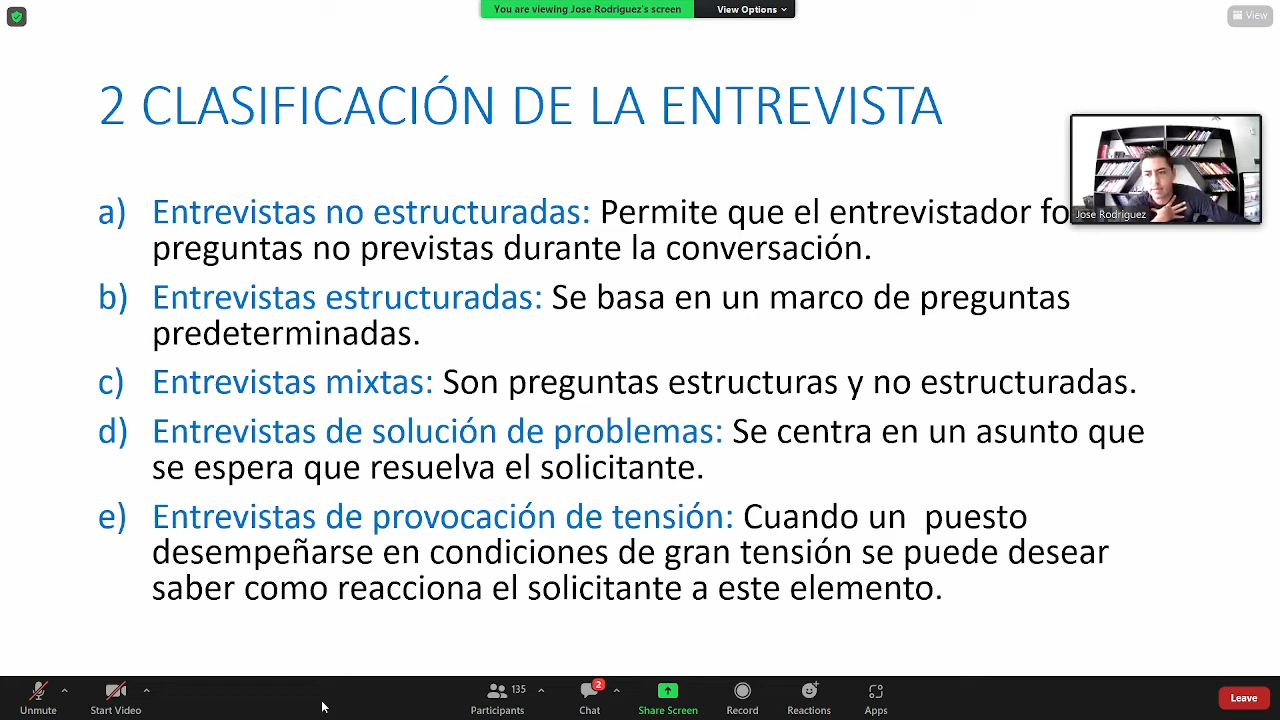 You are viewing Jose Rodriguez's screen
View Options
View
2 CLASIFICACIÓN DE LA ENTREVISTA
a) Entrevistas no estructuradas: Permite que el entrevistador fo
preguntas no previstas durante la conversación.
Jose Rodriguez
b) Entrevistas estructuradas: Se basa en un marco de preguntas
predeterminadas.
c) Entrevistas mixtas: Son preguntas estructuras y no estructuradas.
d) Entrevistas de solución de problemas: Se centra en un asunto que
se espera que resuelva el solicitante.
e) Entrevistas de provocación de tensión: Cuando un puesto
desempeñarse en condiciones de gran tensión se puede desear
saber como reacciona el solicitante a este elemento.
Unmute
Start Video
135
Participants
2
Chat
Share Screen
Record
Reactions
Apps
Leave